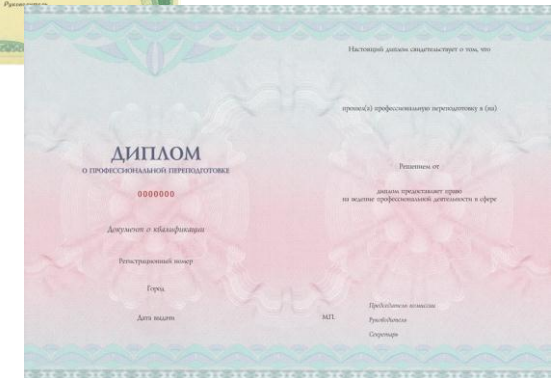 Руководитель
Настоящий диплом свидетельствует о том, что
прошел(а) профессиональную переподготовку в (на)
ДИПЛОМ
О ПРОФЕССИОНАЛЬНОЙ ПЕРЕПОДГОТОВКЕ
0000000
Решением от
диплом предоставляет право
на ведение профессиональной деятельности в сфере
Документ о квалификации
Регистрационный номер
Город
Дата выдачи
М.П.
Председатель комиссии
Руководитель
Секретарь